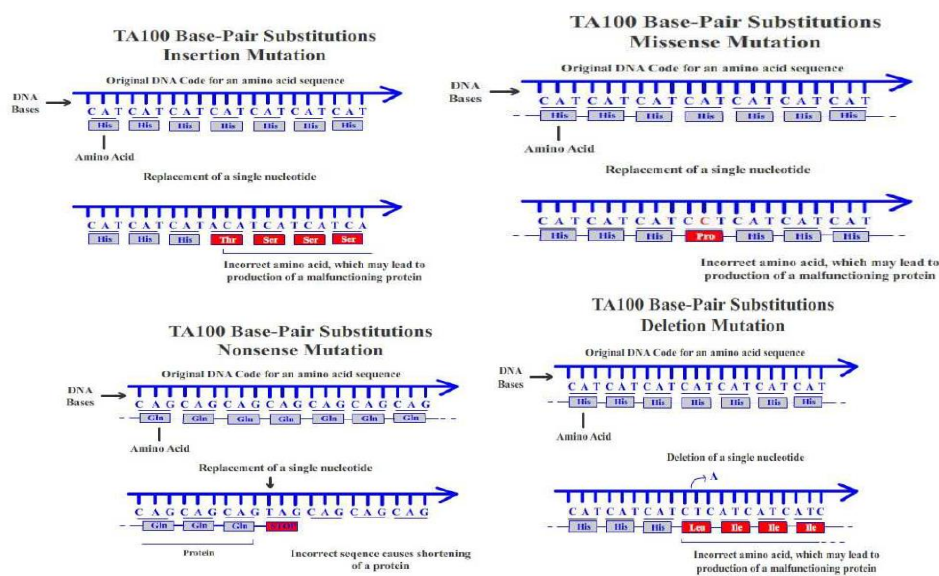 TA100 Base-Pair Substitutions
Insertion Mutation
Original DNA Code for an amino acid sequence
DNA
Bases
C A T C A T C A T C A T C A T C A T C A T
His His His His His His His
Amino Acid
Replacement of a single nucleotide
C A T C A T C A T A C A T C A T C A T C A
His His His Thr Ser Ser Ser
Incorrect amino acid, which may lead to
production of a malfunctioning protein
TA100 Base-Pair Substitutions
Missense Mutation
Original DNA Code for an amino acid sequence
DNA
Bases
C A T C A T C A T C A T C A T C A T C A T
His His His His His His His
Amino Acid
Replacement of a single nucleotide
C A T C A T C A T C C T C A T C A T C A T
His His His Pro His His His
Incorrect amino acid, which may lead to
production of a malfunctioning protein
TA100 Base-Pair Substitutions
Nonsense Mutation
Original DNA Code for an amino acid sequence
DNA
Bases
C A G C A G C A G C A G C A G C A G C A G
Gln Gln Gln Gln Gln Gln Gln
Amino Acid
Replacement of a single nucleotide
C A G C A G C A G T A G C A G C A G C A G
Gln Gln Gln STOP
Protein
Incorrect seqence causes shortening
of a protein
TA100 Base-Pair Substitutions
Deletion Mutation
Original DNA Code for an amino acid sequence
DNA
Bases
C A T C A T C A T C A T C A T C A T C A T
His His His His His His His
Amino Acid
Deletion of a single nucleotide
A
C A T C A T C A T C T C A T C A T C A T C
His His His Leu Ile Ile Ile
Incorrect amino acid, which may lead to
production of a malfunctioning protein